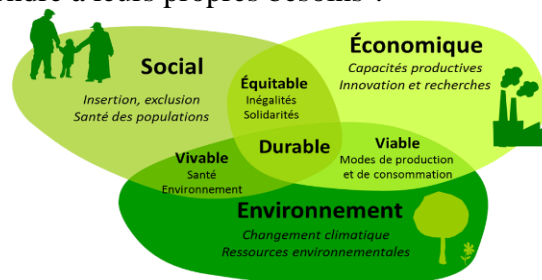 Social
Insertion, exclusion
Santé des populations
Économique
Capacités productives
Innovation et recherches
Équitable
Inégalités
Solidarités
Durable
Viable
Modes de production
et de consommation
Vivable
Santé
Environnement
Environnement
Changement climatique
Ressources environnementales